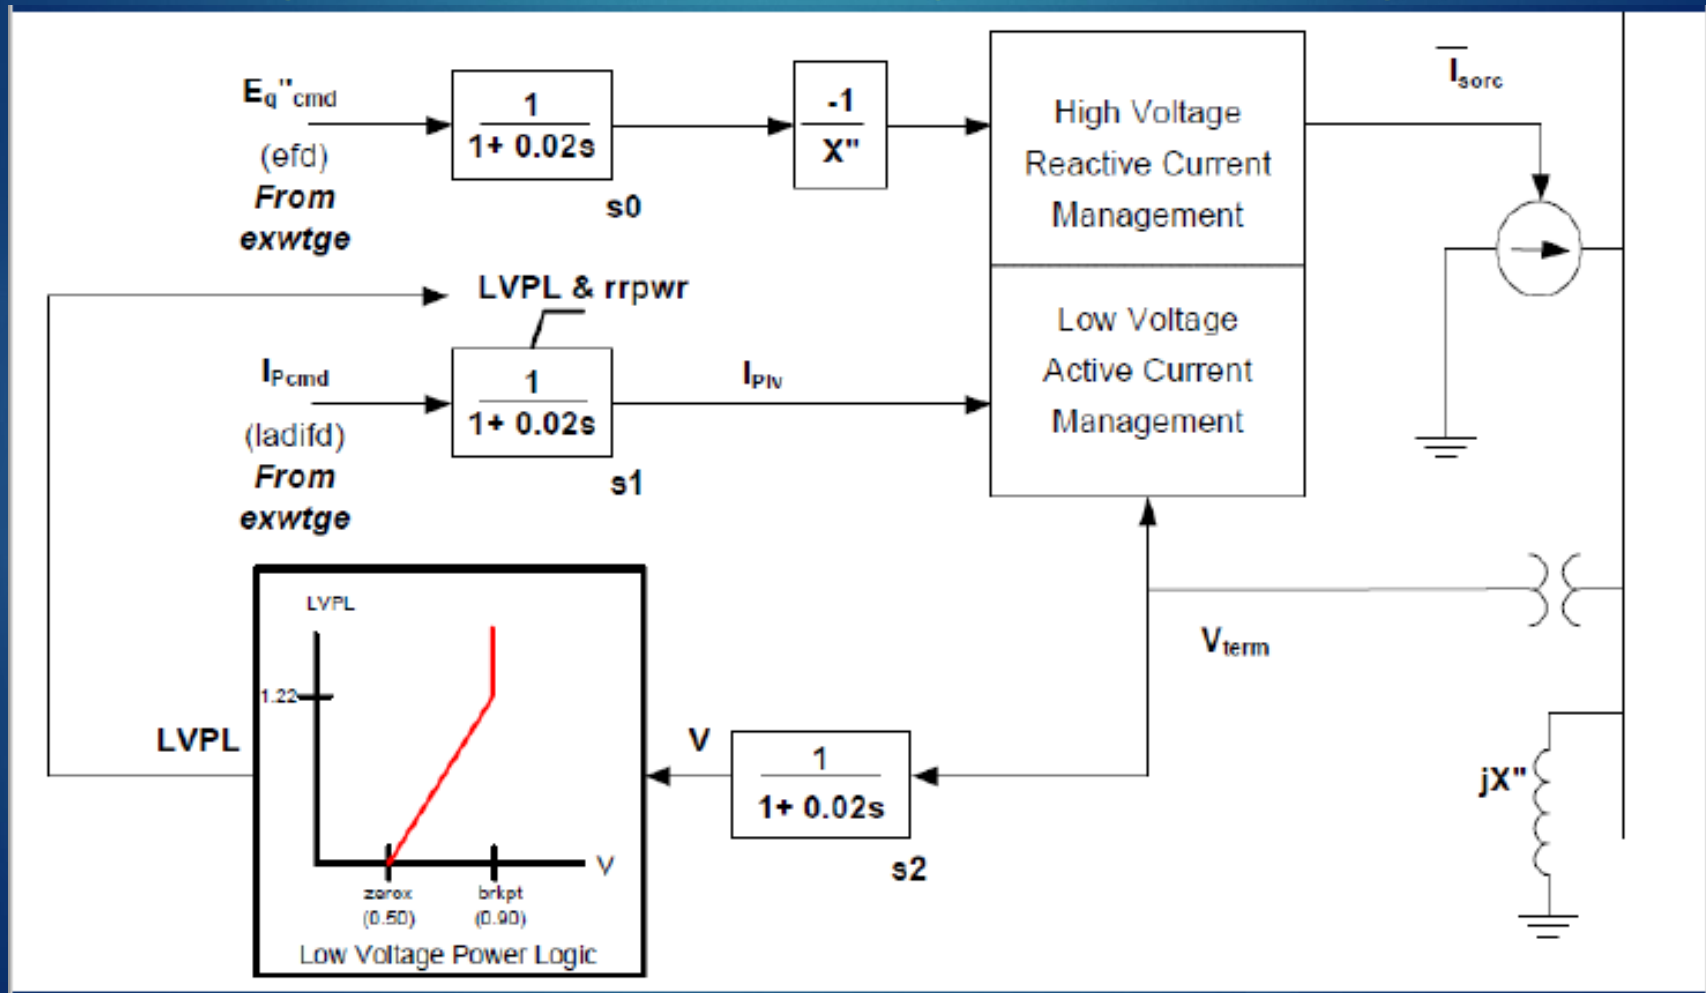 Eq"cmd
(efd)
From
exwtge
1
1+ 0.02s
s0
-1
X"
High Voltage
Reactive Current
Management
Isorc
LVPL & rrpwr
IPcmd
(ladifd)
From
exwtge
1
1+ 0.02s
s1
IPlv
Low Voltage
Active Current
Management
Vterm
LVPL
LVPL
1.22
V
zerox
(0.50)
brkpt
(0.90)
Low Voltage Power Logic
V
1
1+ 0.02s
s2
jX"